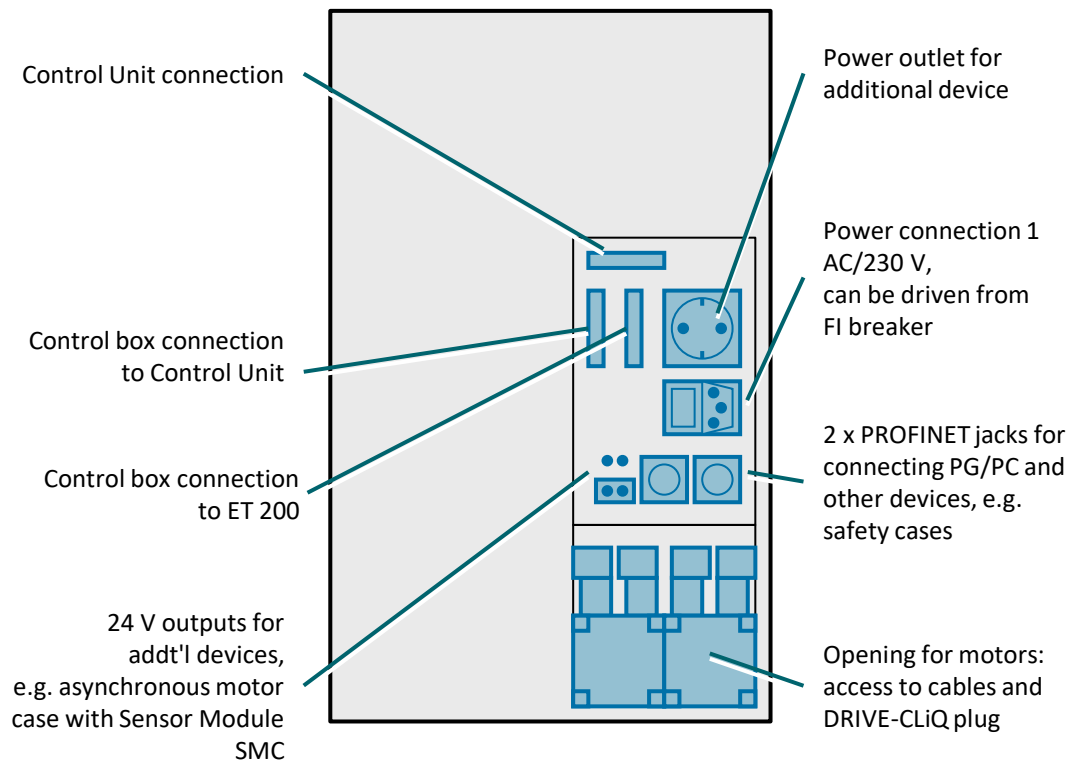 Control Unit connection
Control box connection
to Control Unit
Control box connection
to ET 200
24 V outputs for
addt'l devices,
e.g. asynchronous motor
case with Sensor Module
SMC
Power outlet for
additional device
Power connection 1
AC/230 V,
can be driven from
FI breaker
2 x PROFINET jacks for
connecting PG/PC and
other devices, e.g.
safety cases
Opening for motors:
access to cables and
DRIVE-CLiQ plug